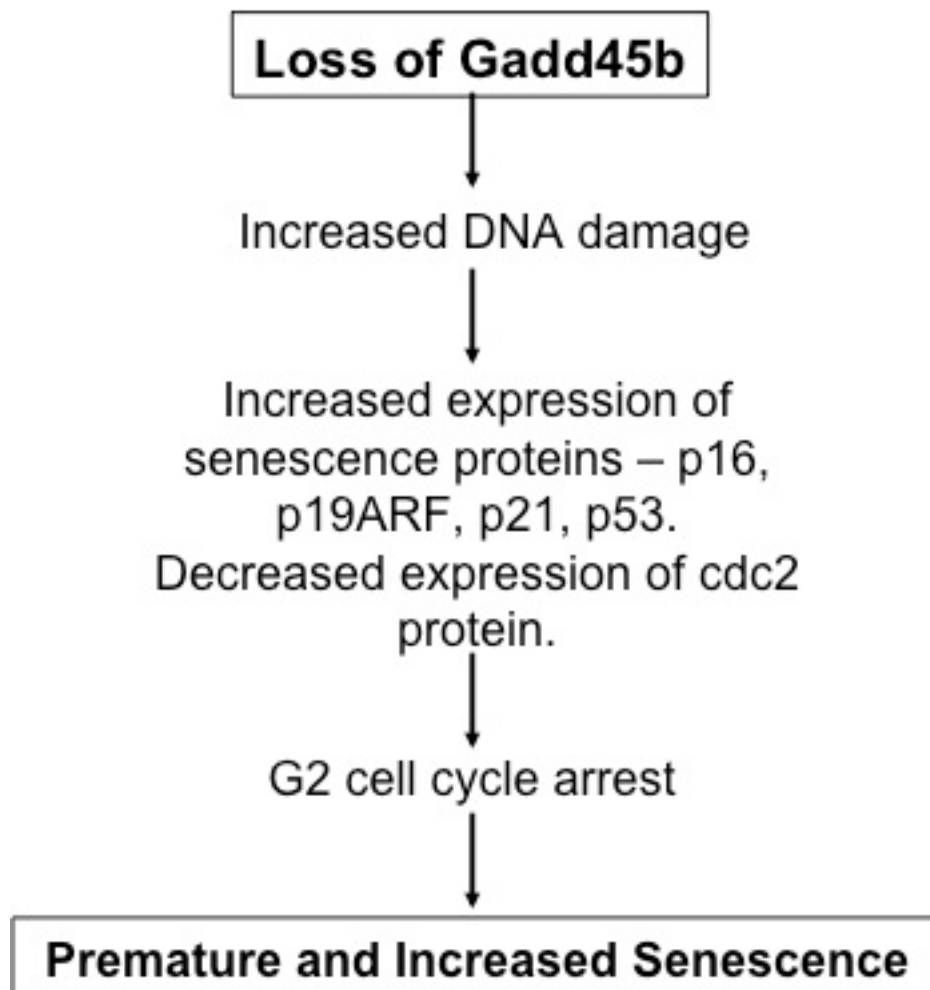 Loss of Gadd45b
Increased DNA damage
Increased expression of
senescence proteins – p16,
p19ARF, p21, p53.
Decreased expression of cdc2
protein.
G2 cell cycle arrest
Premature and Increased Senescence